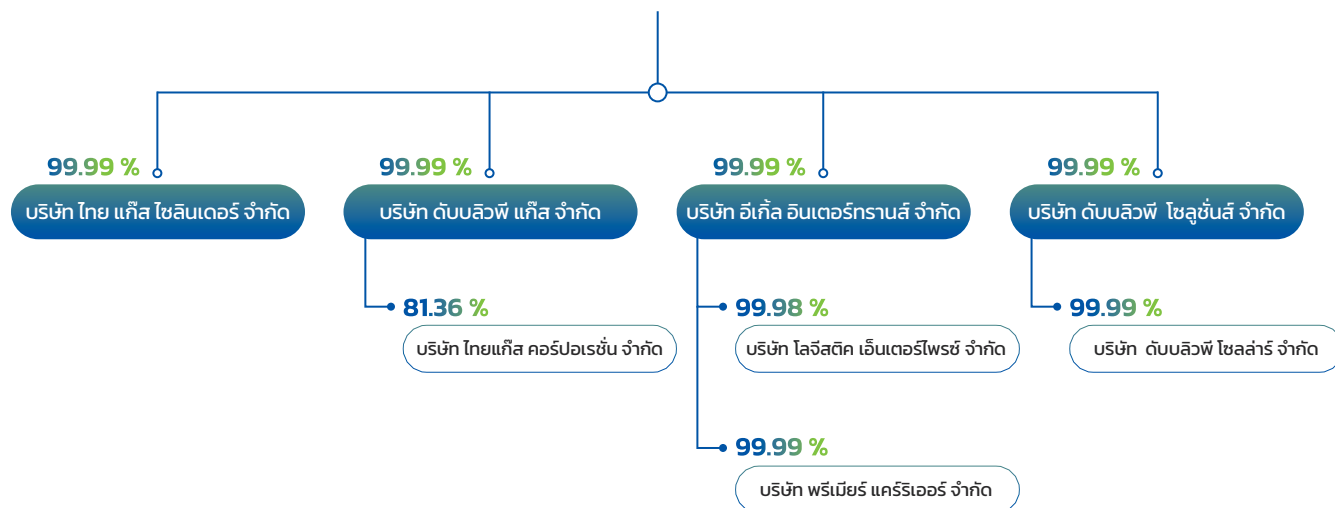 99.99 %
99.99 %
99.99 %
99.99 %
บริษัท ไทย แก๊ส ไซลินเดอร์ จำกัด
บริษัท ดับบลิวพี แก๊ส จำกัด
บริษัท อีเกิ้ล อินเตอร์ทรานส์ จำกัด
บริษัท ดับบลิวพี โซลูชั่นส์ จำกัด
81.36 %
99.98 %
99.99 %
บริษัท ไทยแก๊ส คอร์ปอเรชั่น จำกัด
บริษัท โลจีสติค เอ็นเตอร์ไพรซ์ จำกัด
บริษัท ดับบลิวพี โซลล่าร์ จำกัด
99.99 %
บริษัท พรีเมียร์ แคร์ริเออร์ จำกัด